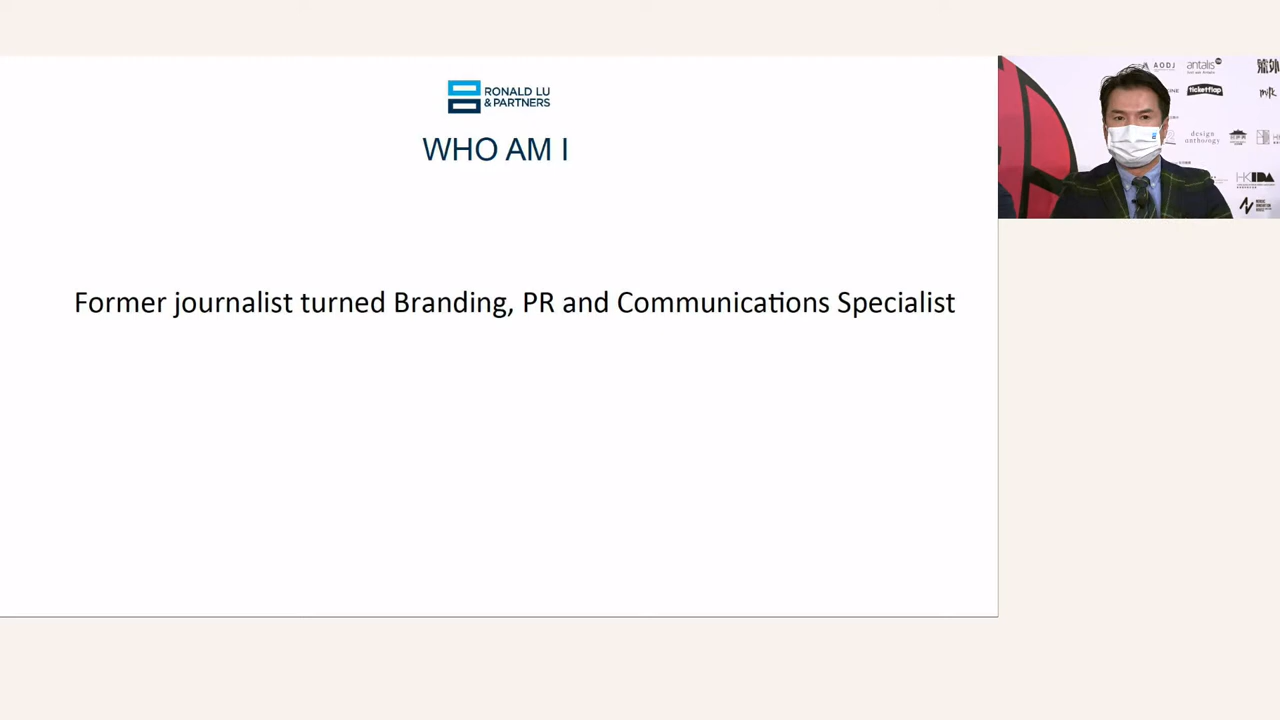 RONALD LU
& PARTNERS
WHO AM I
Former journalist turned Branding, PR and Communications Specialist
AODJ
antalis
ticketflap
milk
design
anthology
HKIDA